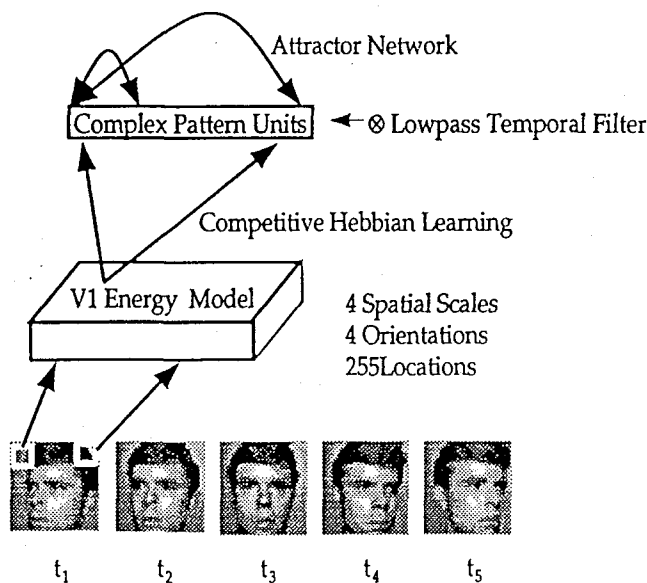 Attractor Network
Complex Pattern Units
⊗ Lowpass Temporal Filter
Competitive Hebbian Learning
V1 Energy Model
4 Spatial Scales
4 Orientations
255Locations
t₁ t₂ t₃ t₄ t₅